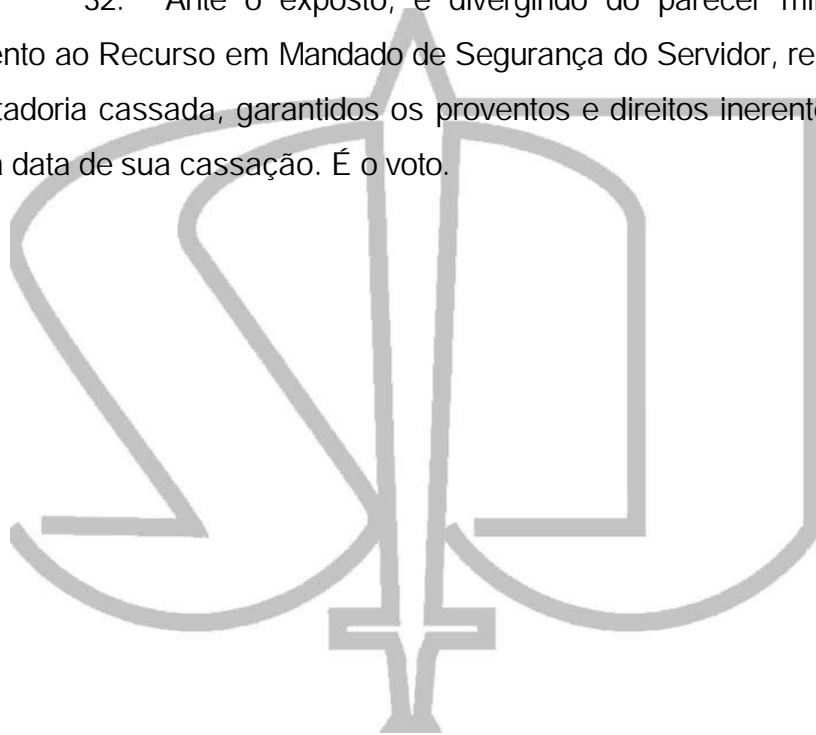 32. Ante o exposto, e divergindo do parecer mi
ento ao Recurso em Mandado de Segurança do Servidor, re
tadoria cassada, garantidos os proventos e direitos inerent
a data de sua cassação. É o voto.